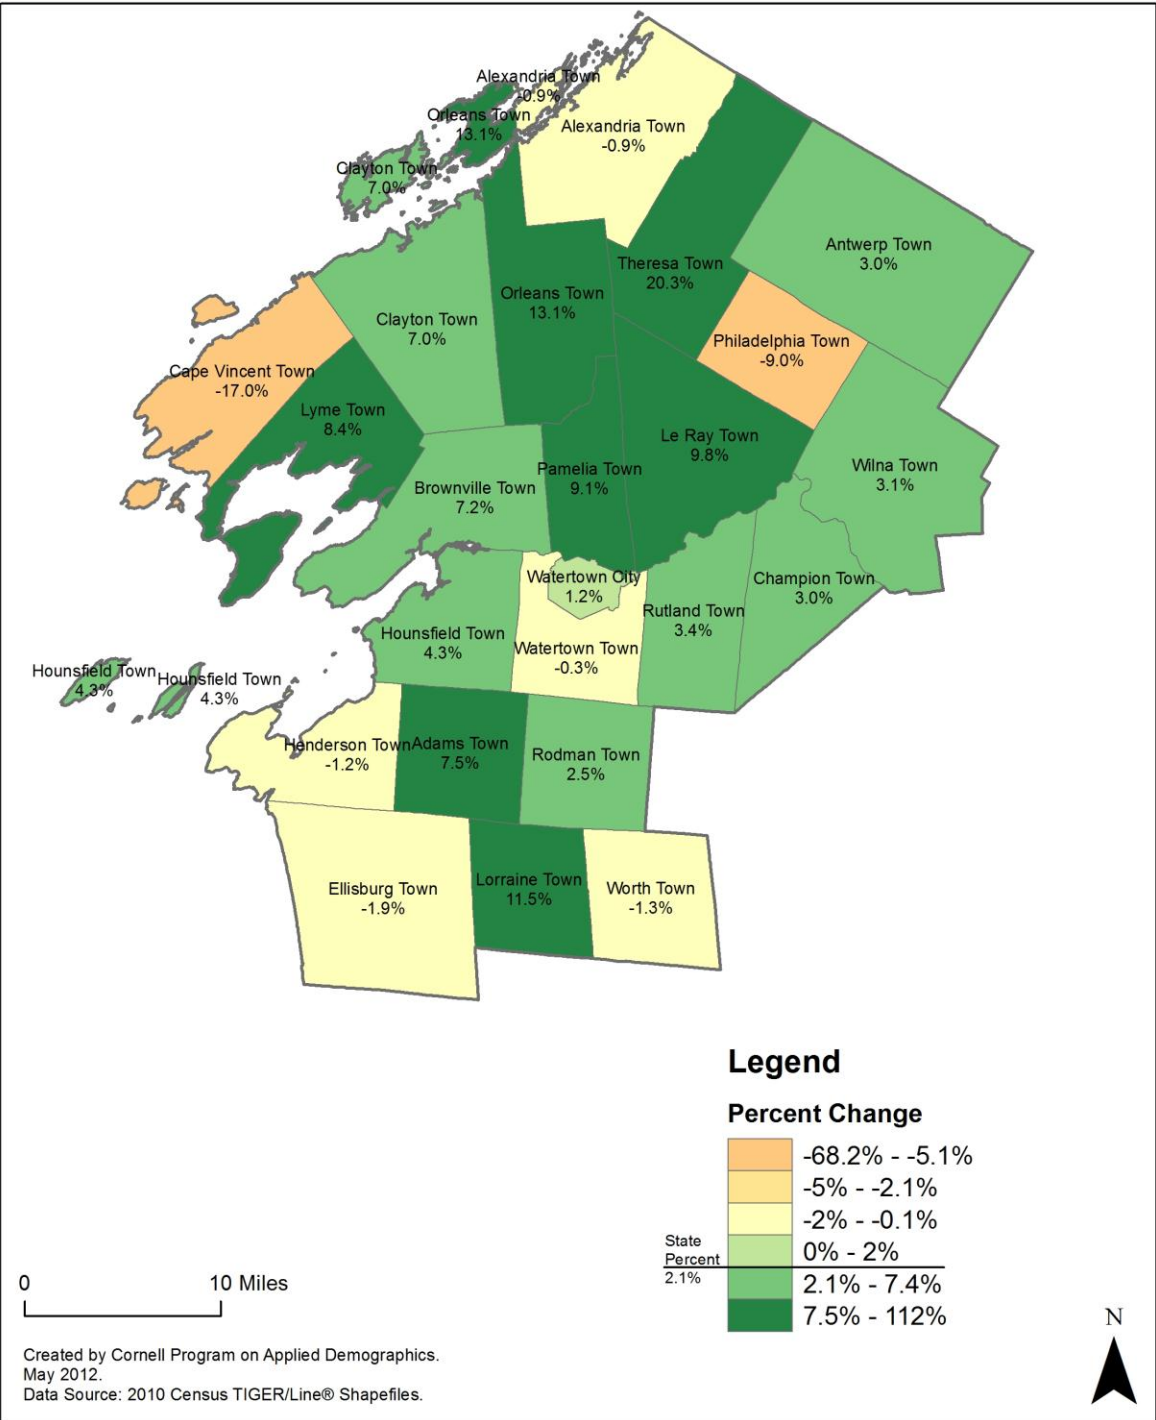 Alexandria Town
-0.9%
Orleans Town
13.1%
Alexandria Town
-0.9%
Clayton Town
7.0%
Antwerp Town
3.0%
Theresa Town
20.3%
Orleans Town
13.1%
Clayton Town
7.0%
Philadelphia Town
-9.0%
Cape Vincent Town
-17.0%
Lyme Town
8.4%
Le Ray Town
9.8%
Wilna Town
3.1%
Pamelia Town
9.1%
Brownville Town
7.2%
Watertown City
1.2%
Champion Town
3.0%
Rutland Town
3.4%
Hounsfield Town
4.3%
Watertown Town
-0.3%
Hounsfield Town
4.3%
Hounsfield Town
4.3%
Henderson Town
-1.2%
Adams Town
7.5%
Rodman Town
2.5%
Ellisburg Town
-1.9%
Lorraine Town
11.5%
Worth Town
-1.3%
Legend
Percent Change
-68.2% - -5.1%
-5% - -2.1%
-2% - -0.1%
0% - 2%
State
Percent
2.1%
2.1% - 7.4%
7.5% - 112%
0 10 Miles
N
Created by Cornell Program on Applied Demographics.
May 2012.
Data Source: 2010 Census TIGER/Line® Shapefiles.